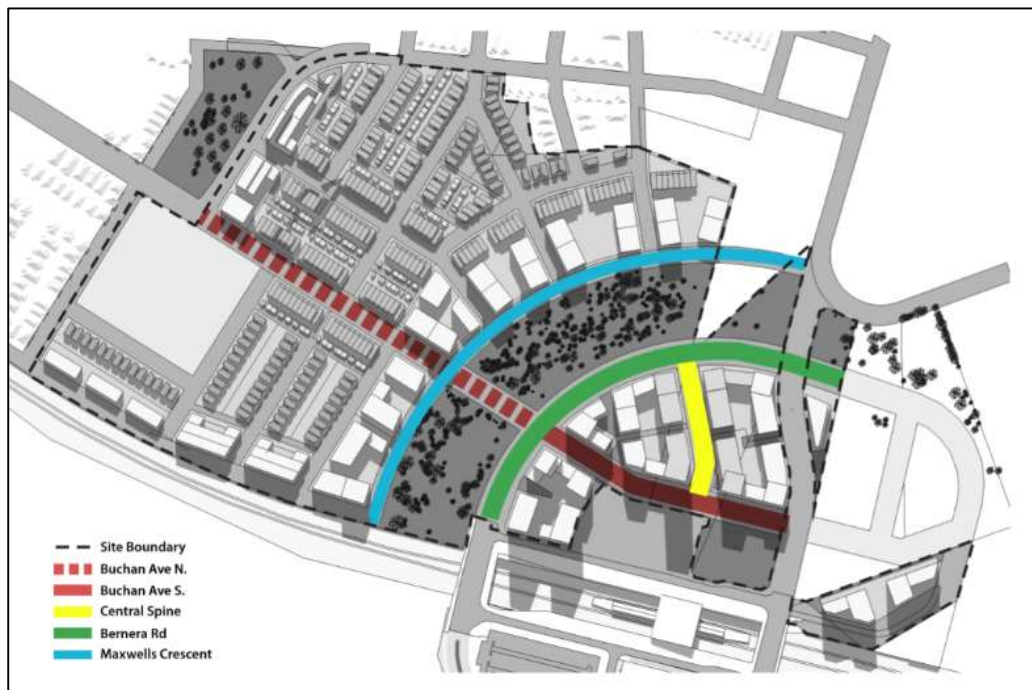 Site Boundary
Buchan Ave N.
Buchan Ave S.
Central Spine
Bernera Rd
Maxwells Crescent